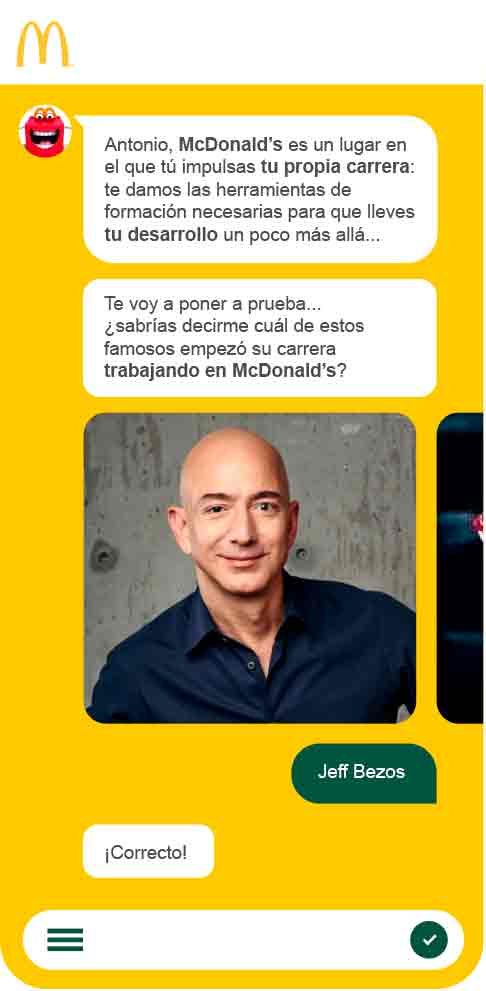 Antonio, McDonald's es un lugar en
el que tú impulsas tu propia carrera:
te damos las herramientas de
formación necesarias para que lleves
tu desarrollo un poco más allá...
Te voy a poner a prueba...
¿sabrías decirme cuál de estos
famosos empezó su carrera
trabajando en McDonald's?
Jeff Bezos
¡Correcto!